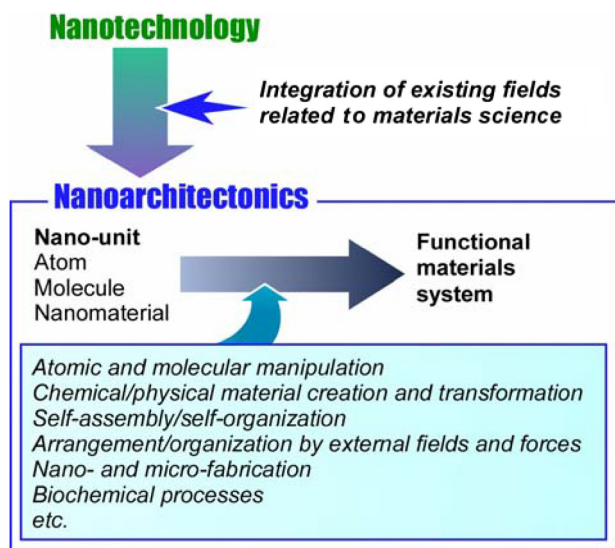 Nanotechnology
Integration of existing fields
related to materials science
Nanoarchitectonics
Nano-unit
Atom
Molecule
Nanomaterial
Functional
materials
system
Atomic and molecular manipulation
Chemical/physical material creation and transformation
Self-assembly/self-organization
Arrangement/organization by external fields and forces
Nano- and micro-fabrication
Biochemical processes
etc.